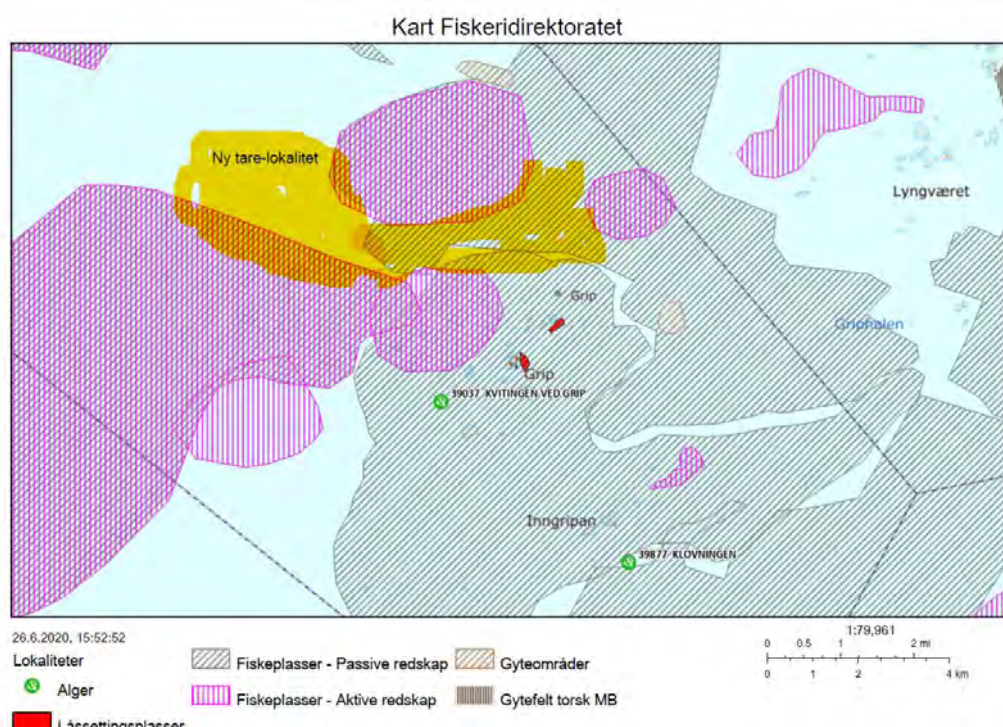 Kart Fiskeridirektoratet
Ny tare-lokalitet
Lyngværet
Grip
Gripholen
Grip
39037 KVITINGEN VED GRIP
Inngripan
39877 KLOVNINGEN
26.6.2020, 15:52:52
1:79,961
0 0.5 1 2 mi
0 1 2 4 km
Lokaliteter
Alger
Låssettingsplasser
Fiskeplasser - Passive redskap
Fiskeplasser - Aktive redskap
Gyteområder
Gytefelt torsk MB